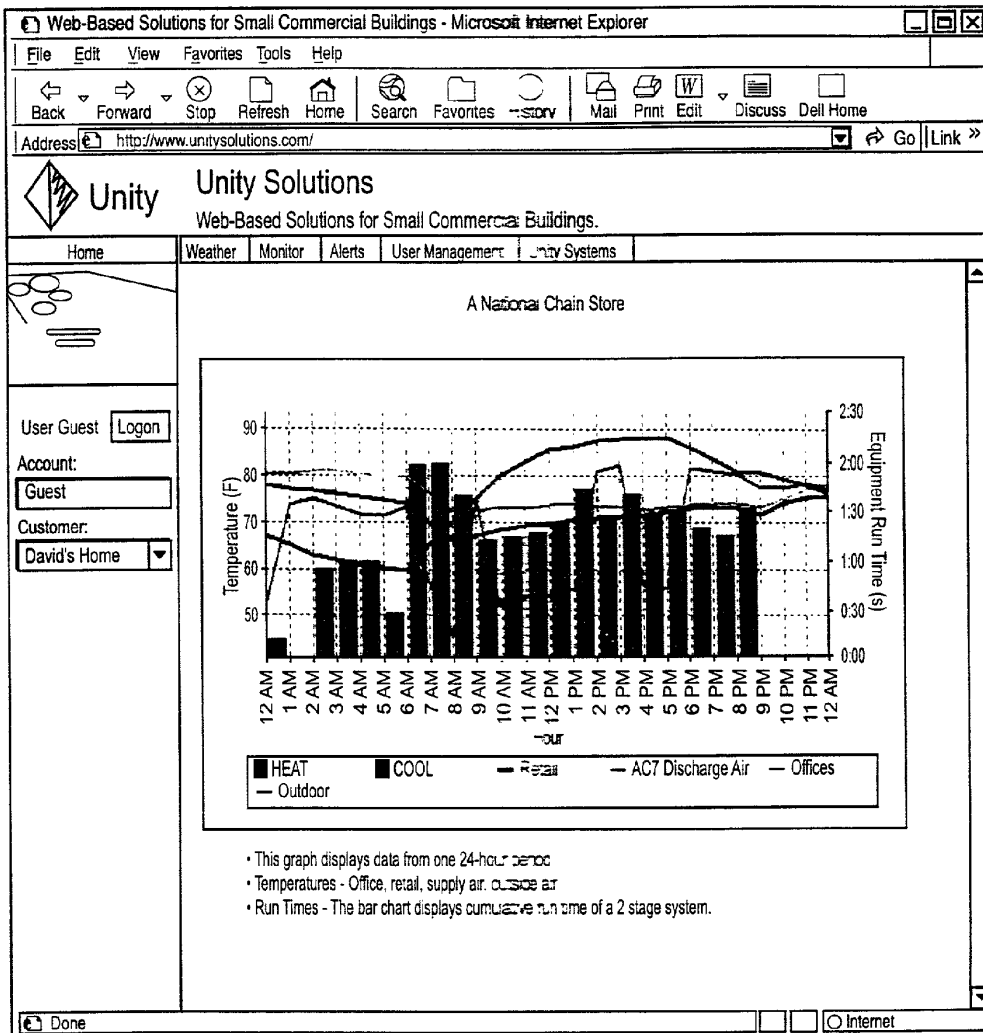 Web-Based Solutions for Small Commercial Buildings - Microsoft Internet Explorer
File Edit View Favorites Tools Help
Back Forward Stop Refresh Home Search Favorites Mail Print Edit Discuss Dell Home
Address http://www.unitysolutions.com/ Go Link »
Unity
Unity Solutions
Web-Based Solutions for Small Commercial Buildings.
Home Weather Monitor Alerts User Management Unity Systems
A National Chain Store
User Guest Logon
Account:
Guest
Customer:
David's Home
Temperature (F)
90
80
70
60
50
Equipment Run Time (s)
2:30
2:00
1:30
1:00
0:30
0:00
12 AM 1 AM 2 AM 3 AM 4 AM 5 AM 6 AM 7 AM 8 AM 9 AM 10 AM 11 AM 12 PM 1 PM 2 PM 3 PM 4 PM 5 PM 6 PM 7 PM 8 PM 9 PM 10 PM 11 PM 12 AM
Hour
HEAT COOL Retail AC7 Discharge Air Offices
Outdoor
• This graph displays data from one 24-hour period
• Temperatures - Office, retail, supply air, outside air
• Run Times - The bar chart displays cumulative run time of a 2 stage system.
Done Internet